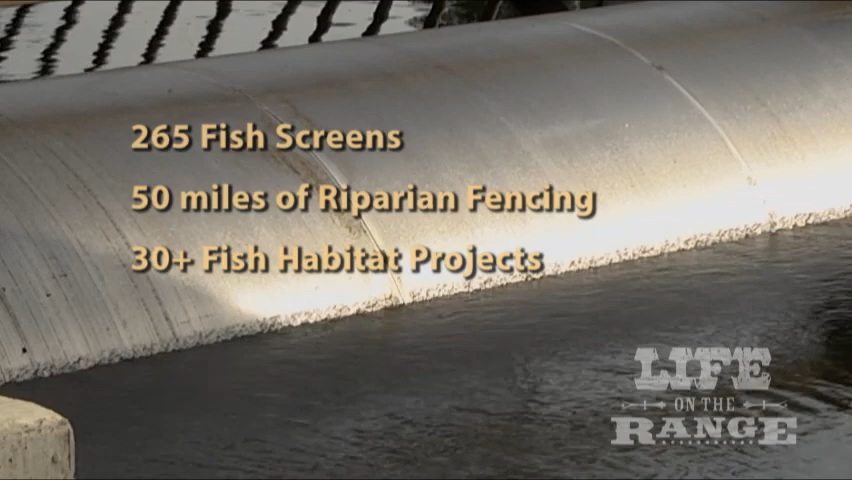 265 Fish Screens
50 miles of Riparian Fencing
30+ Fish Habitat Projects
LIFE
ON THE
RANGE